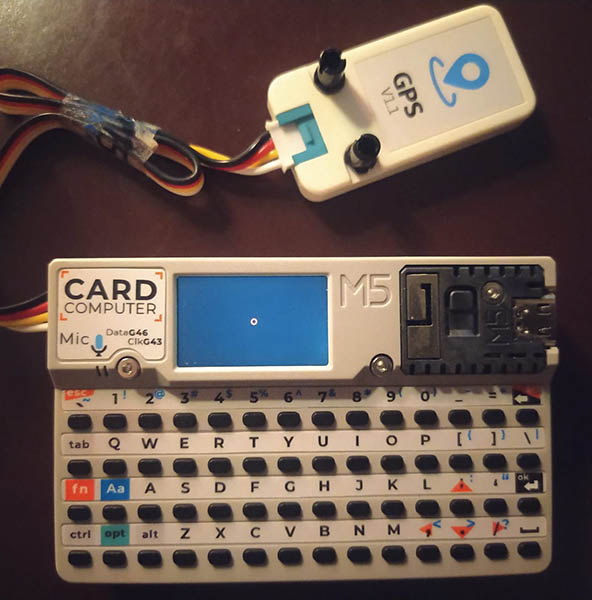 GPS
V1.1
CARD
COMPUTER
Mic
DataG46
ClkG43
M5
M5
esc ` ~ 1 ! 2 @ 3 # 4 $ 5 % 6 ^ 7 & 8 * 9 ( 0 ) _ - + =
tab Q W E R T Y U I O P [ { ] } \ |
fn Aa A S D F G H J K L ; : ' " ok
ctrl opt alt Z X C V B N M , < . > / ?